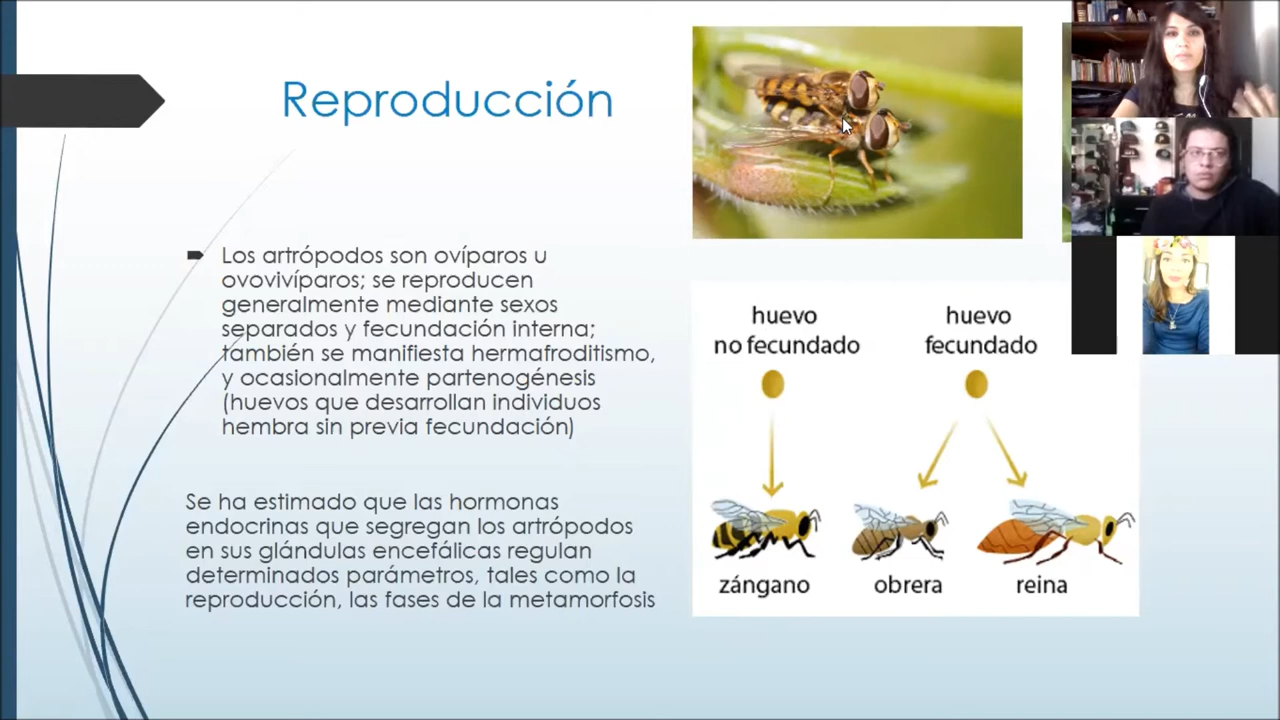 Reproducción
Los artrópodos son ovíparos u
ovovivíparos; se reproducen
generalmente mediante sexos
separados y fecundación interna;
también se manifiesta hermafroditismo,
y ocasionalmente partenogénesis
(huevos que desarrollan individuos
hembra sin previa fecundación)
Se ha estimado que las hormonas
endocrinas que segregan los artrópodos
en sus glándulas encefálicas regulan
determinados parámetros, tales como la
reproducción, las fases de la metamorfosis
huevo
no fecundado
huevo
fecundado
zángano
obrera
reina